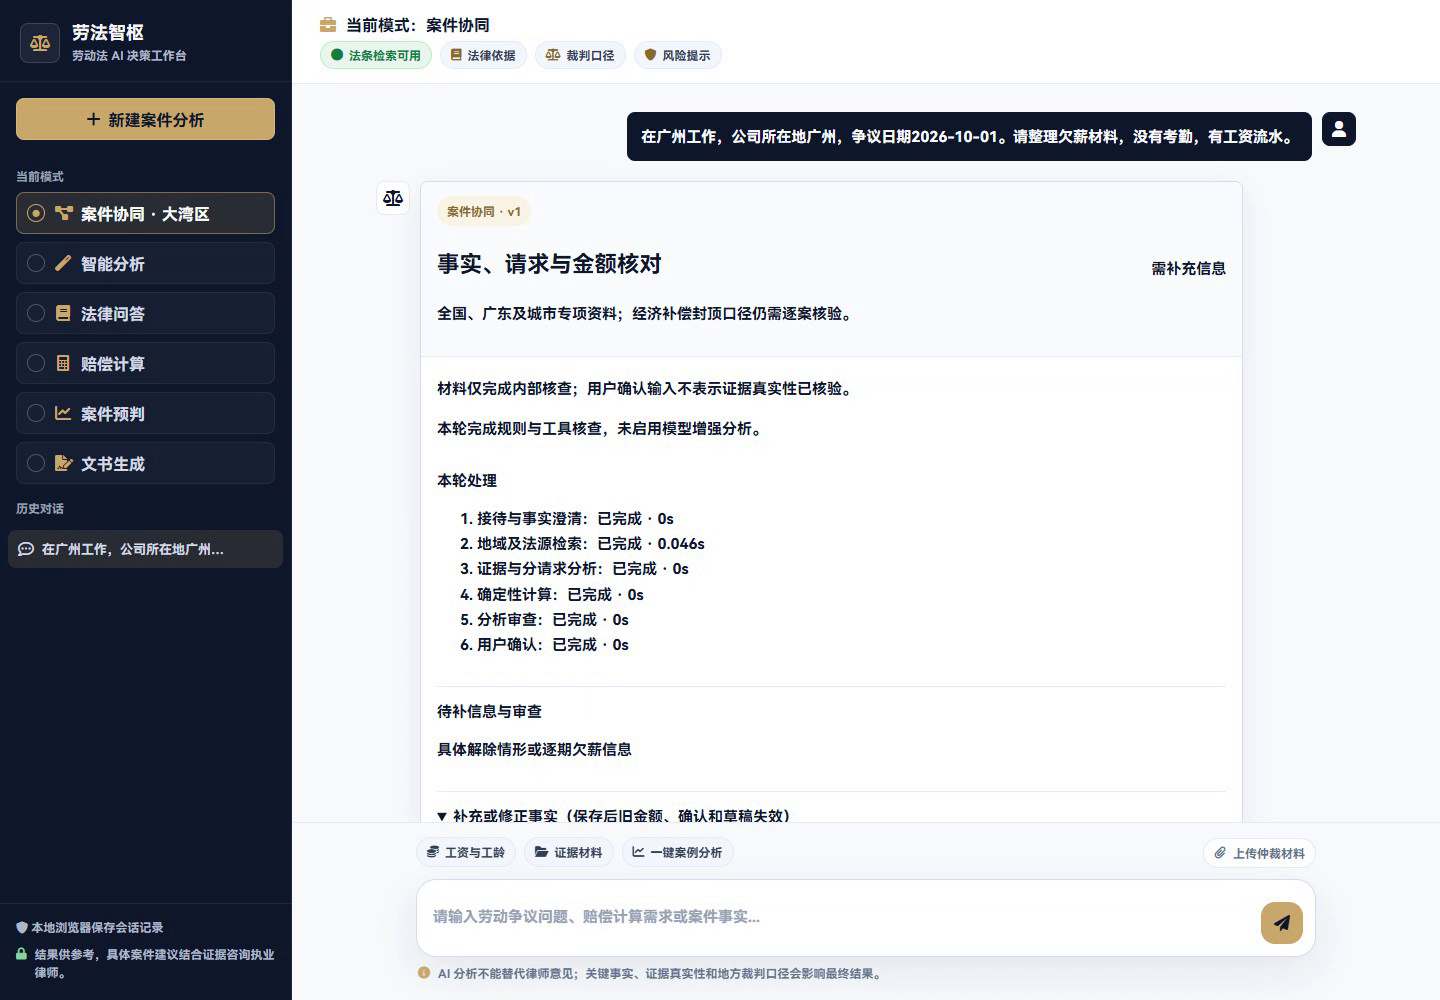 劳法智枢
劳动法 AI 决策工作台
新建案件分析
当前模式
案件协同 · 大湾区
智能分析
法律问答
赔偿计算
案件预判
文书生成
历史对话
在广州工作，公司所在地广州...
本地浏览器保存会话记录
结果供参考，具体案件建议结合证据咨询执业
律师。
当前模式：案件协同
法条检索可用
法律依据
裁判口径
风险提示
在广州工作，公司所在地广州，争议日期2026-10-01。请整理欠薪材料，没有考勤，有工资流水。
案件协同 · v1
事实、请求与金额核对
需补充信息
全国、广东及城市专项资料；经济补偿封顶口径仍需逐案核验。
材料仅完成内部核查；用户确认输入不表示证据真实性已核验。
本轮完成规则与工具核查，未启用模型增强分析。
本轮处理
1. 接待与事实澄清：已完成 · 0s
2. 地域及法源检索：已完成 · 0.046s
3. 证据与分请求分析：已完成 · 0s
4. 确定性计算：已完成 · 0s
5. 分析审查：已完成 · 0s
6. 用户确认：已完成 · 0s
待补信息与审查
具体解除情形或逐期欠薪信息
▼ 补充或修正事实（保存后旧金额、确认和草稿失效）
工资与工龄
证据材料
一键案例分析
上传仲裁材料
请输入劳动争议问题、赔偿计算需求或案件事实...
AI 分析不能替代律师意见；关键事实、证据真实性和地方裁判口径会影响最终结果。